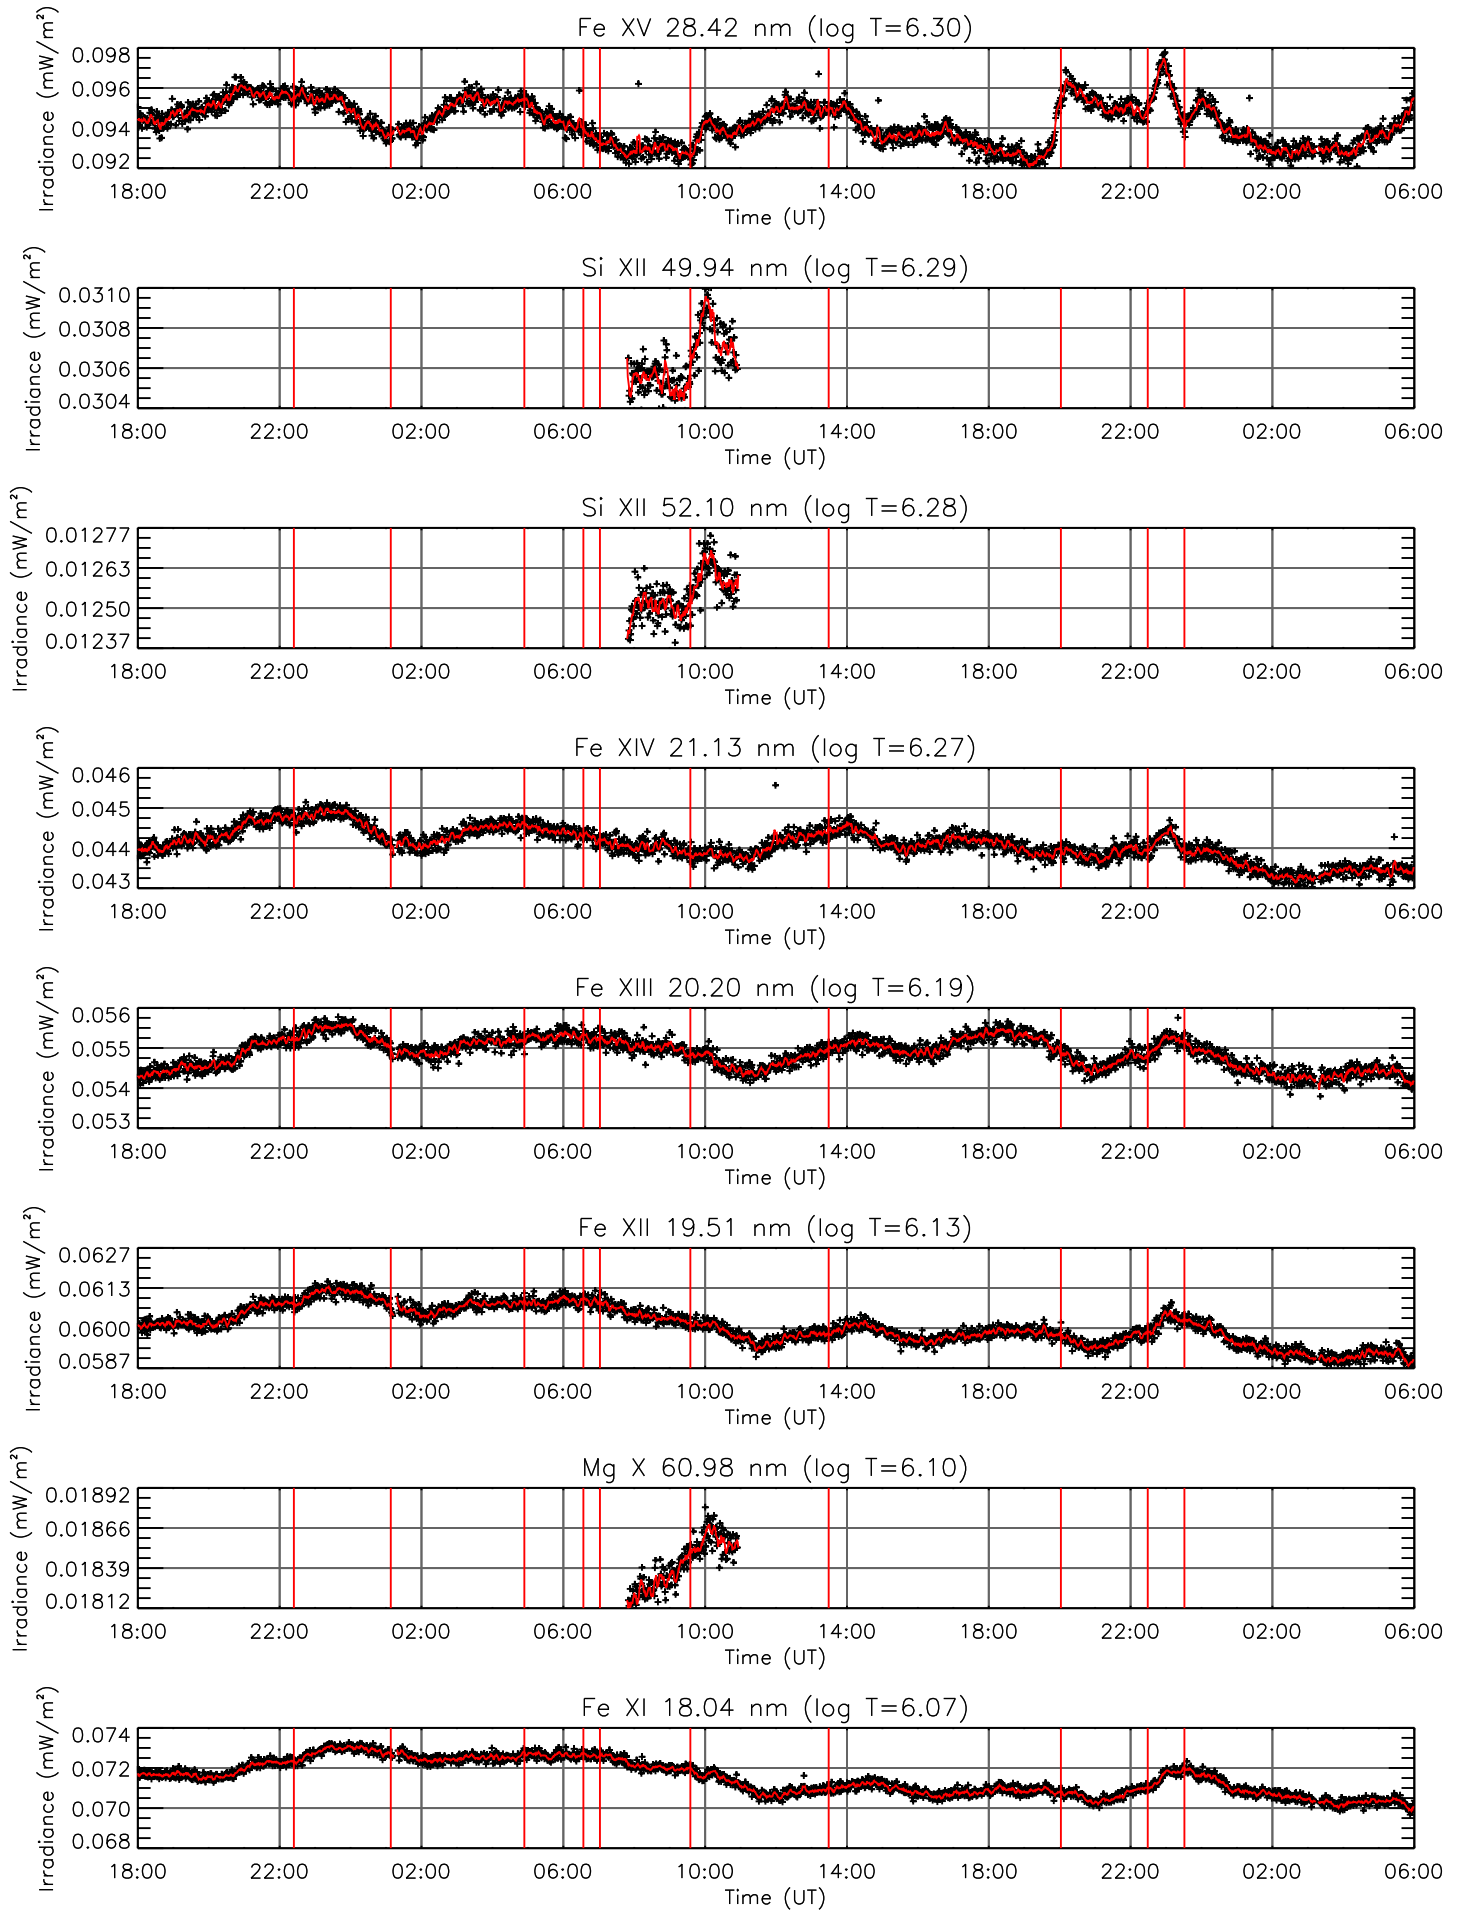 Fe XV 28.42 nm (log T=6.30)
Irradiance (mW/m²)
0.098
0.096
0.094
0.092
18:00 22:00 02:00 06:00 10:00 14:00 18:00 22:00 02:00 06:00
Time (UT)
Si XII 49.94 nm (log T=6.29)
Irradiance (mW/m²)
0.0310
0.0308
0.0306
0.0304
18:00 22:00 02:00 06:00 10:00 14:00 18:00 22:00 02:00 06:00
Time (UT)
Si XII 52.10 nm (log T=6.28)
Irradiance (mW/m²)
0.01277
0.01263
0.01250
0.01237
18:00 22:00 02:00 06:00 10:00 14:00 18:00 22:00 02:00 06:00
Time (UT)
Fe XIV 21.13 nm (log T=6.27)
Irradiance (mW/m²)
0.046
0.045
0.044
0.043
18:00 22:00 02:00 06:00 10:00 14:00 18:00 22:00 02:00 06:00
Time (UT)
Fe XIII 20.20 nm (log T=6.19)
Irradiance (mW/m²)
0.056
0.055
0.054
0.053
18:00 22:00 02:00 06:00 10:00 14:00 18:00 22:00 02:00 06:00
Time (UT)
Fe XII 19.51 nm (log T=6.13)
Irradiance (mW/m²)
0.0627
0.0613
0.0600
0.0587
18:00 22:00 02:00 06:00 10:00 14:00 18:00 22:00 02:00 06:00
Time (UT)
Mg X 60.98 nm (log T=6.10)
Irradiance (mW/m²)
0.01892
0.01866
0.01839
0.01812
18:00 22:00 02:00 06:00 10:00 14:00 18:00 22:00 02:00 06:00
Time (UT)
Fe XI 18.04 nm (log T=6.07)
Irradiance (mW/m²)
0.074
0.072
0.070
0.068
18:00 22:00 02:00 06:00 10:00 14:00 18:00 22:00 02:00 06:00
Time (UT)